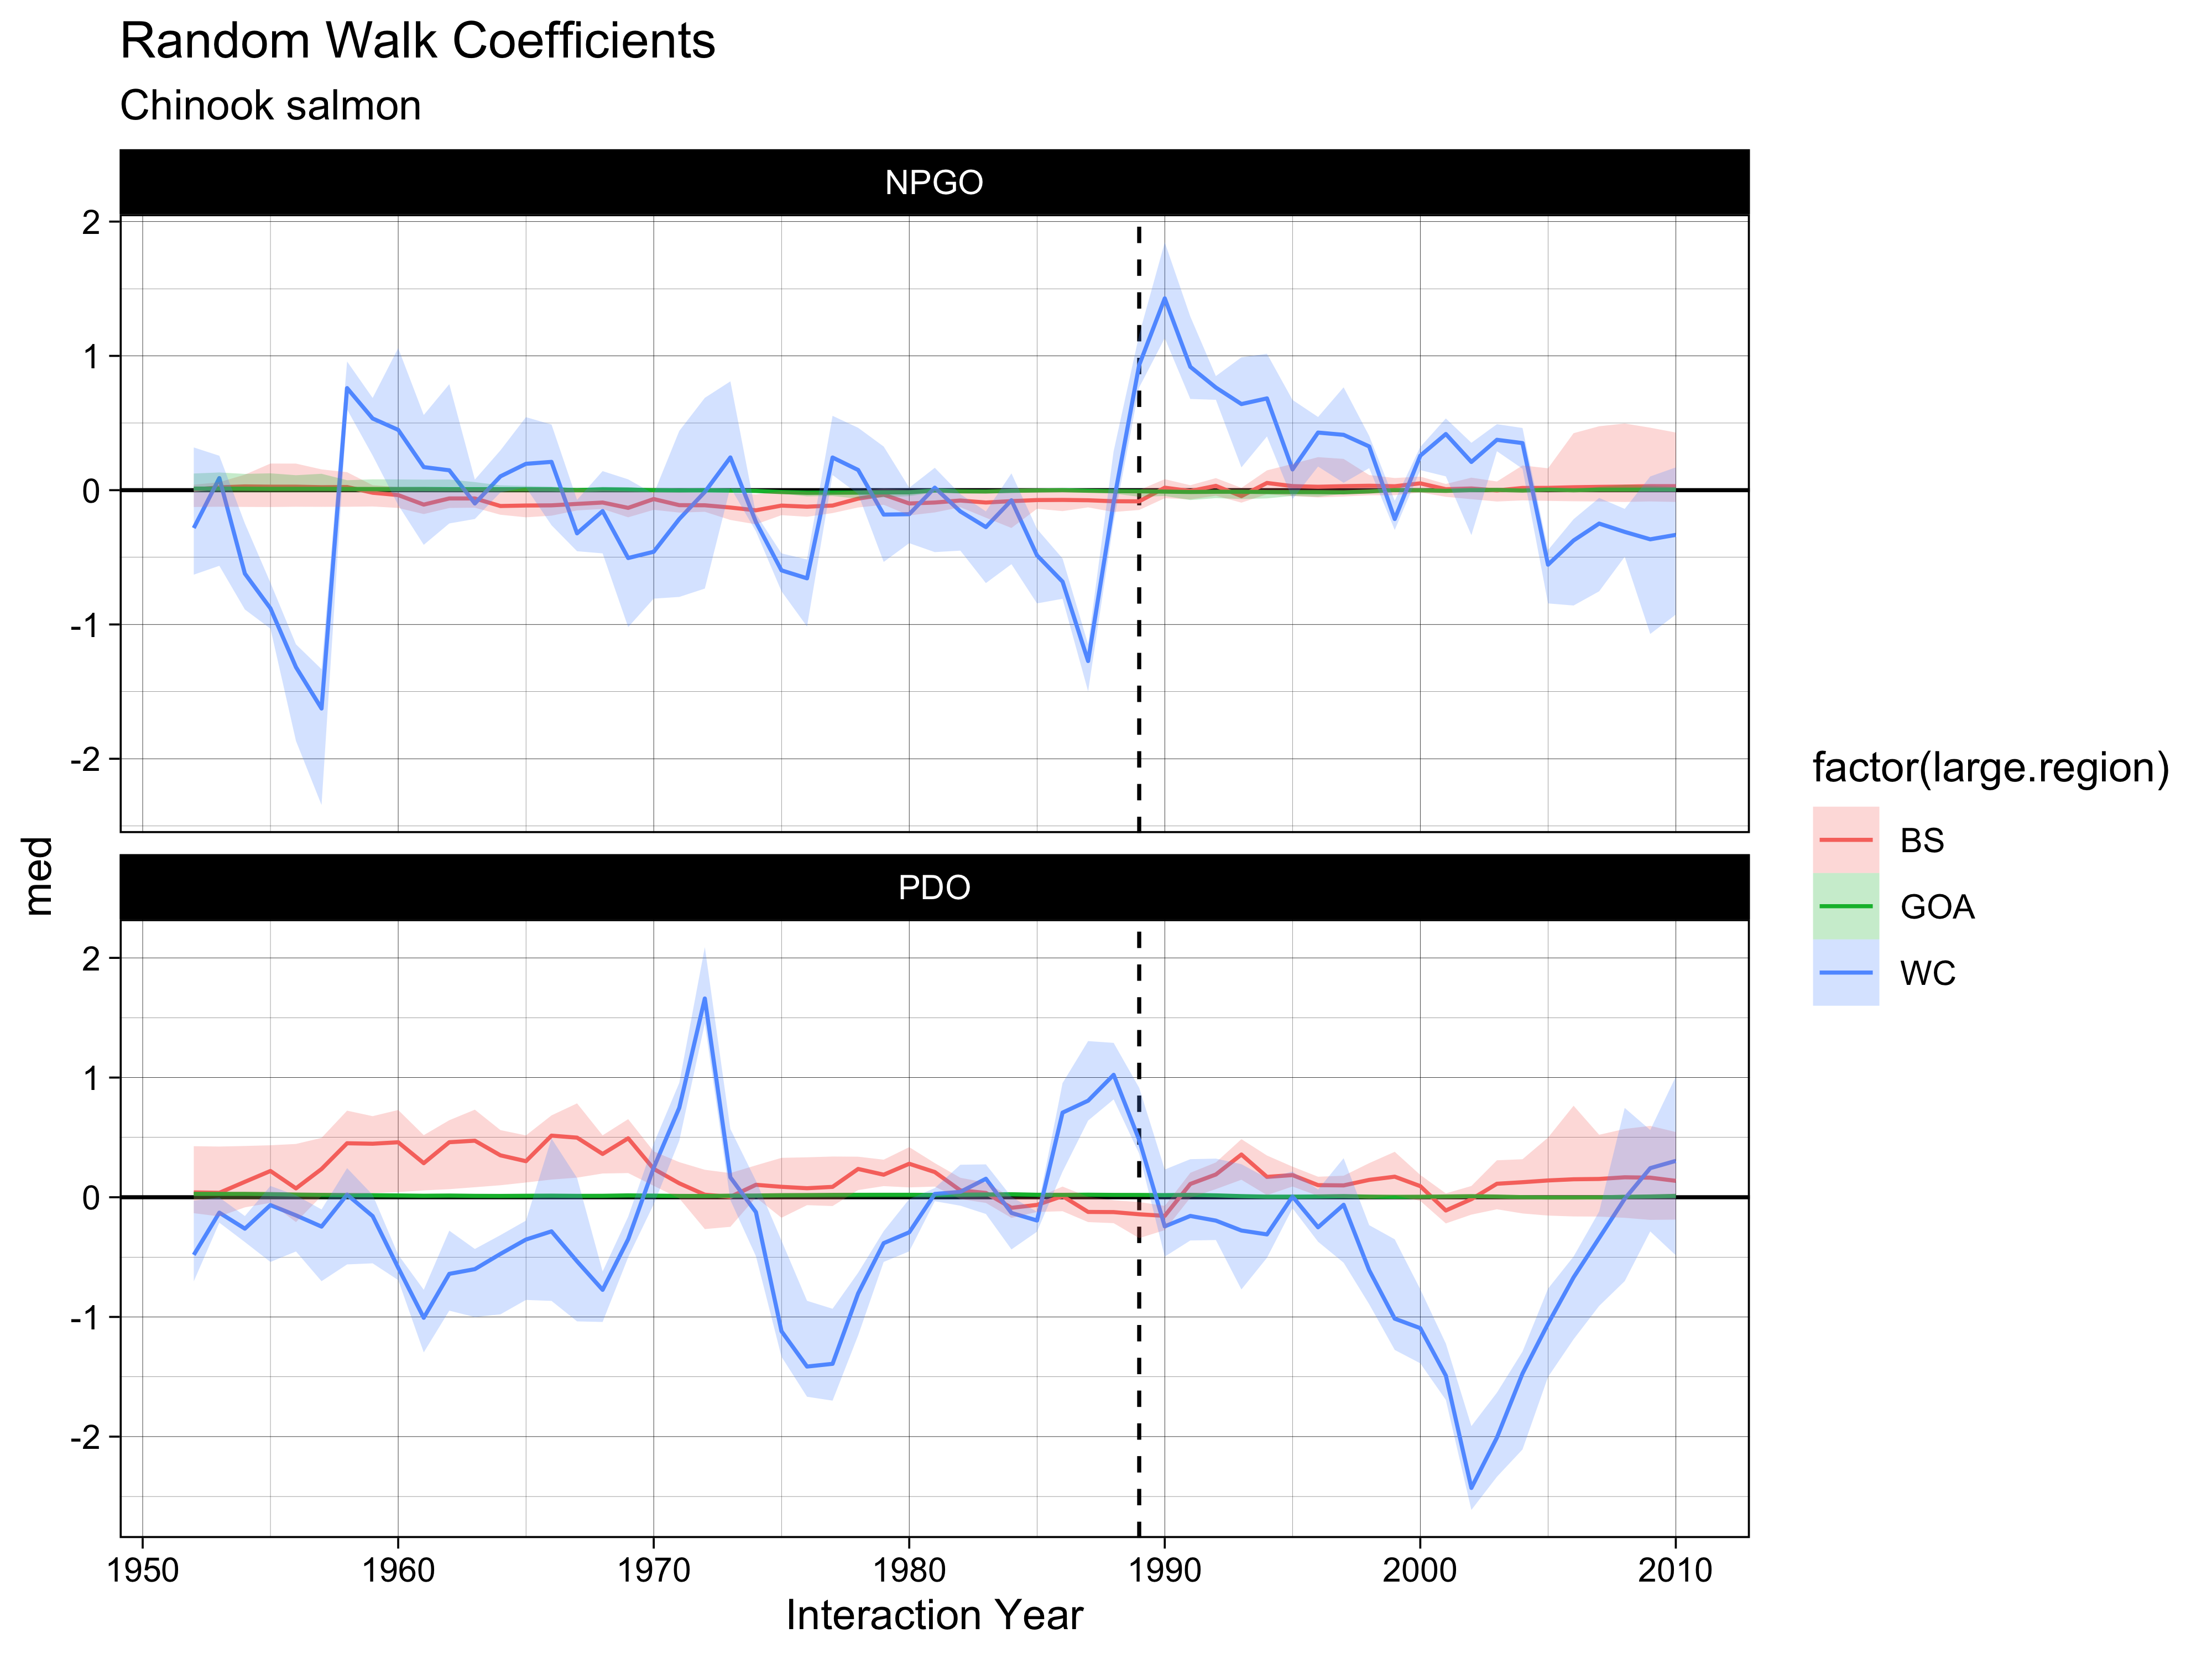 Random Walk Coefficients
Chinook salmon
NPGO
2
1
0
-1
-2
PDO
2
1
0
-1
-2
med
1950 1960 1970 1980 1990 2000 2010
Interaction Year
factor(large.region)
BS
GOA
WC